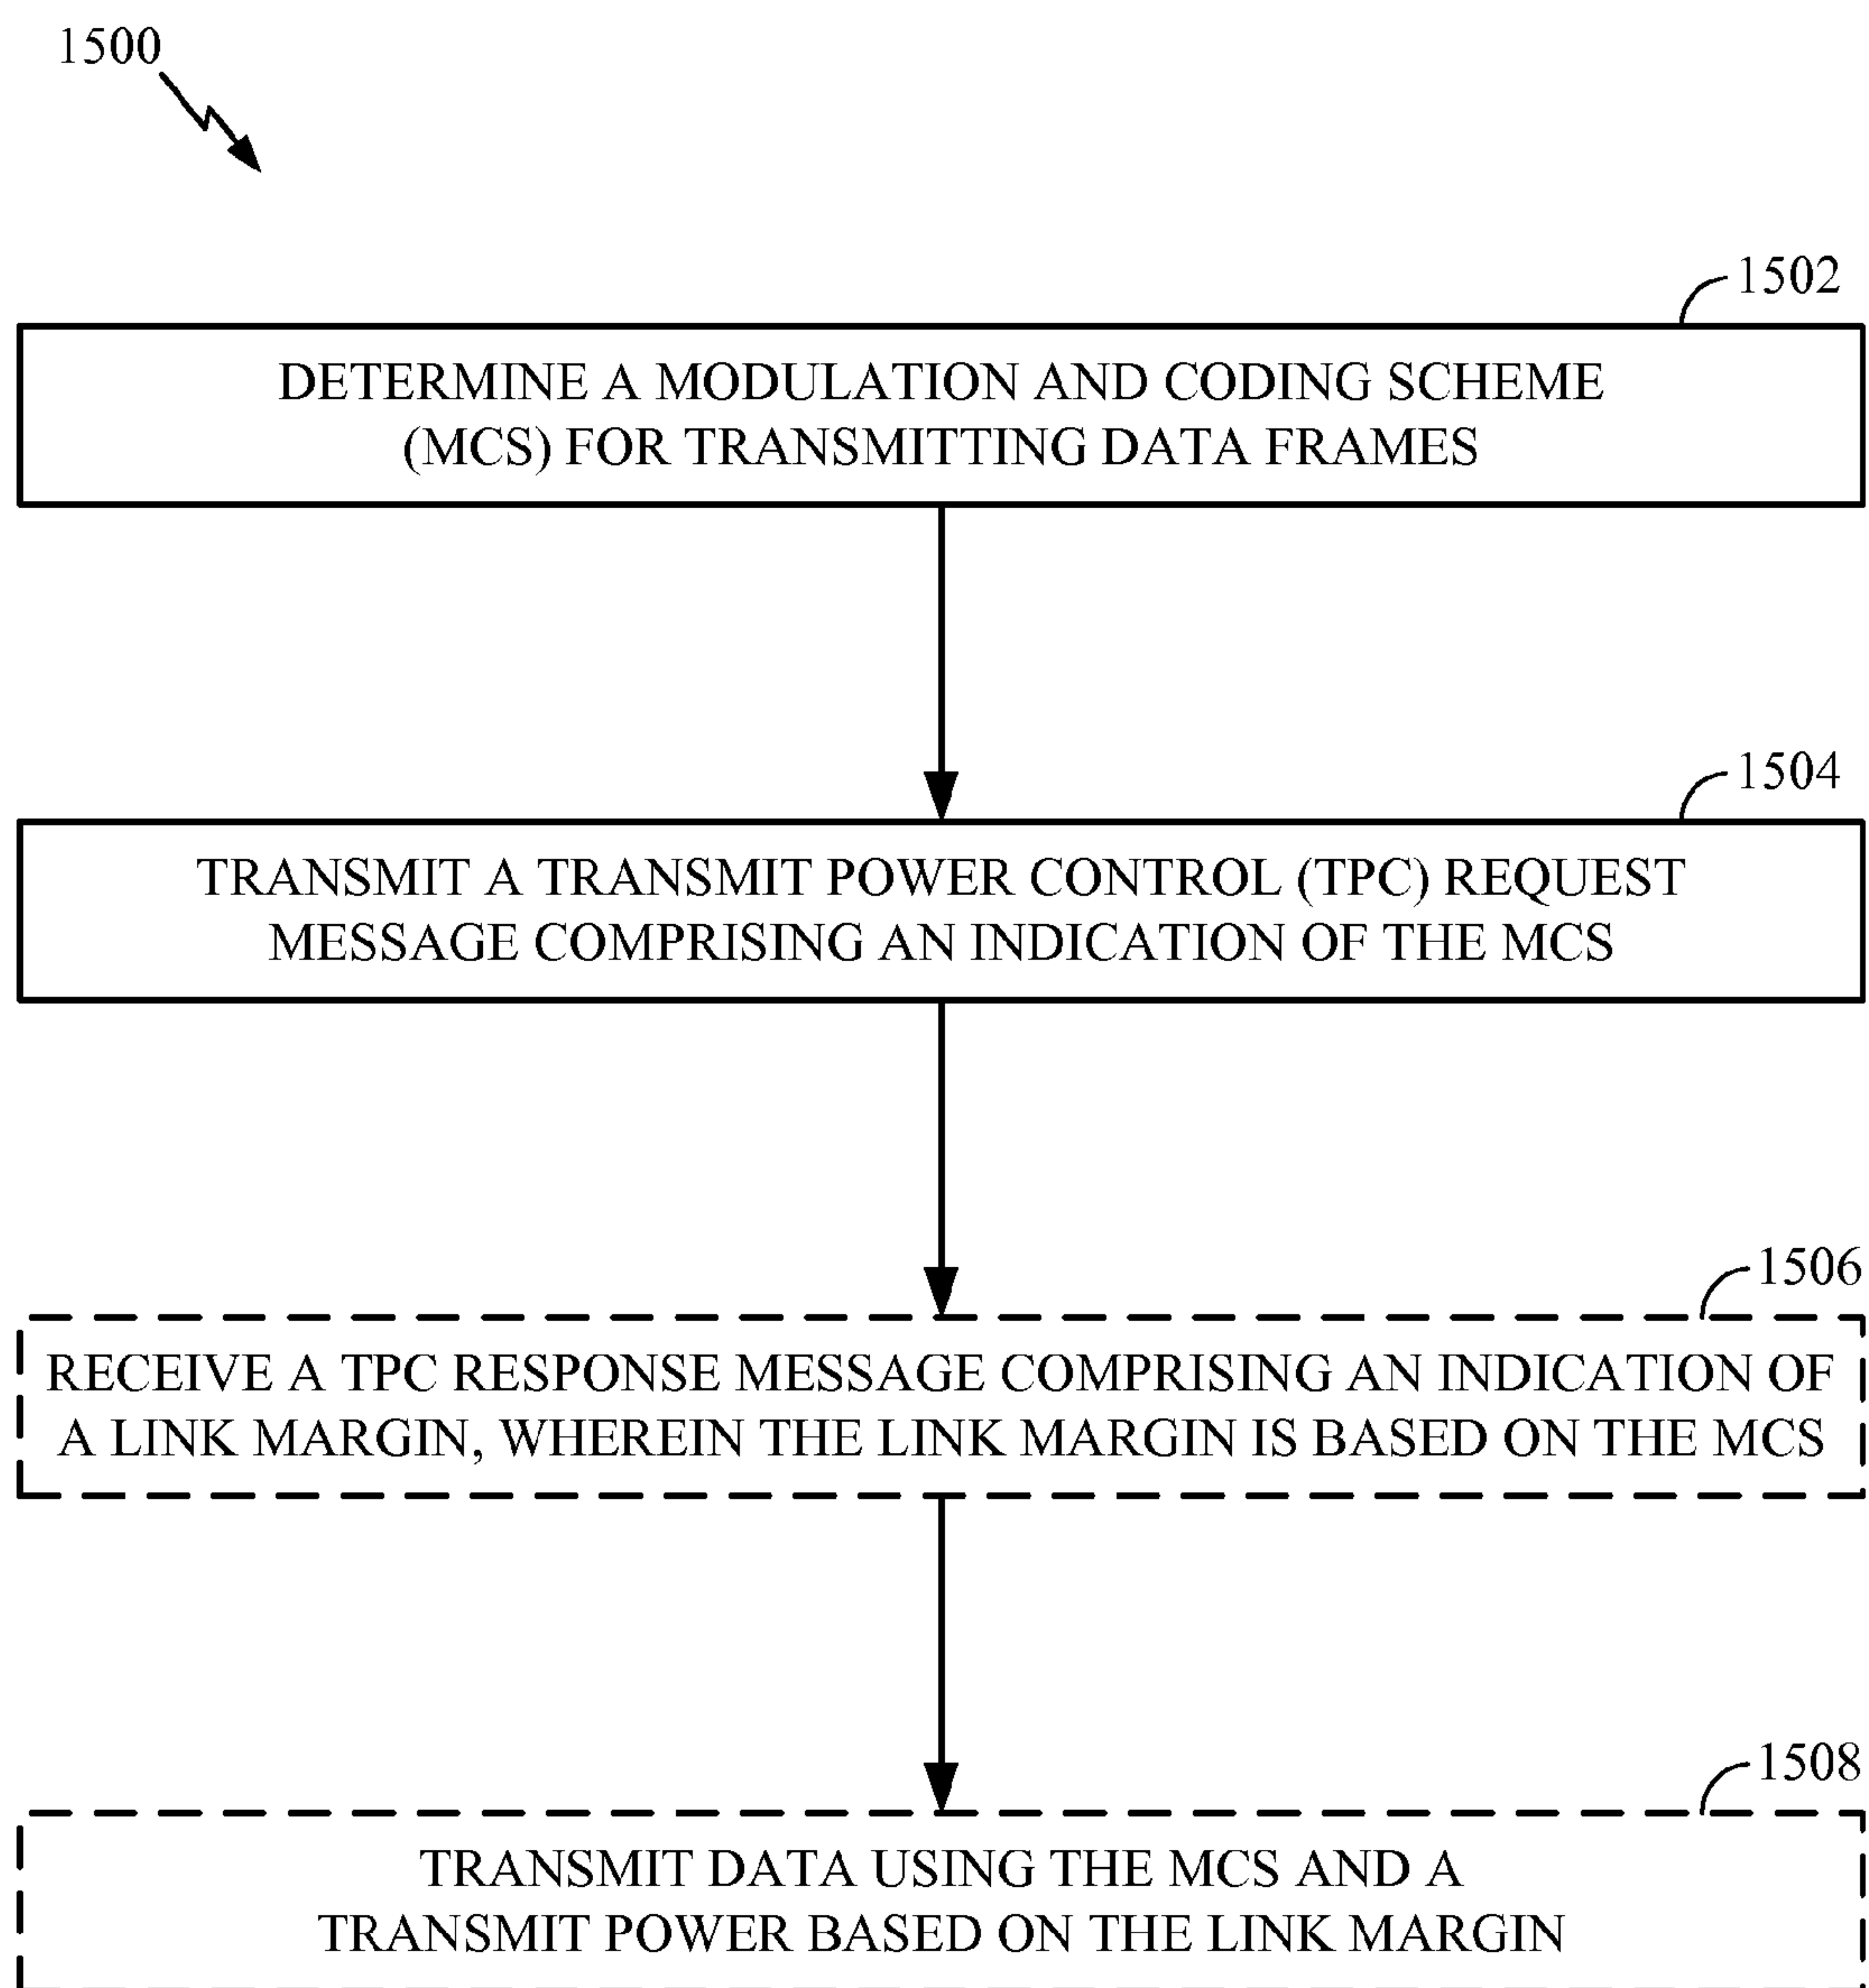 1500
1502
DETERMINE A MODULATION AND CODING SCHEME
(MCS) FOR TRANSMITTING DATA FRAMES
1504
TRANSMIT A TRANSMIT POWER CONTROL (TPC) REQUEST
MESSAGE COMPRISING AN INDICATION OF THE MCS
1506
RECEIVE A TPC RESPONSE MESSAGE COMPRISING AN INDICATION OF
A LINK MARGIN, WHEREIN THE LINK MARGIN IS BASED ON THE MCS
1508
TRANSMIT DATA USING THE MCS AND A
TRANSMIT POWER BASED ON THE LINK MARGIN